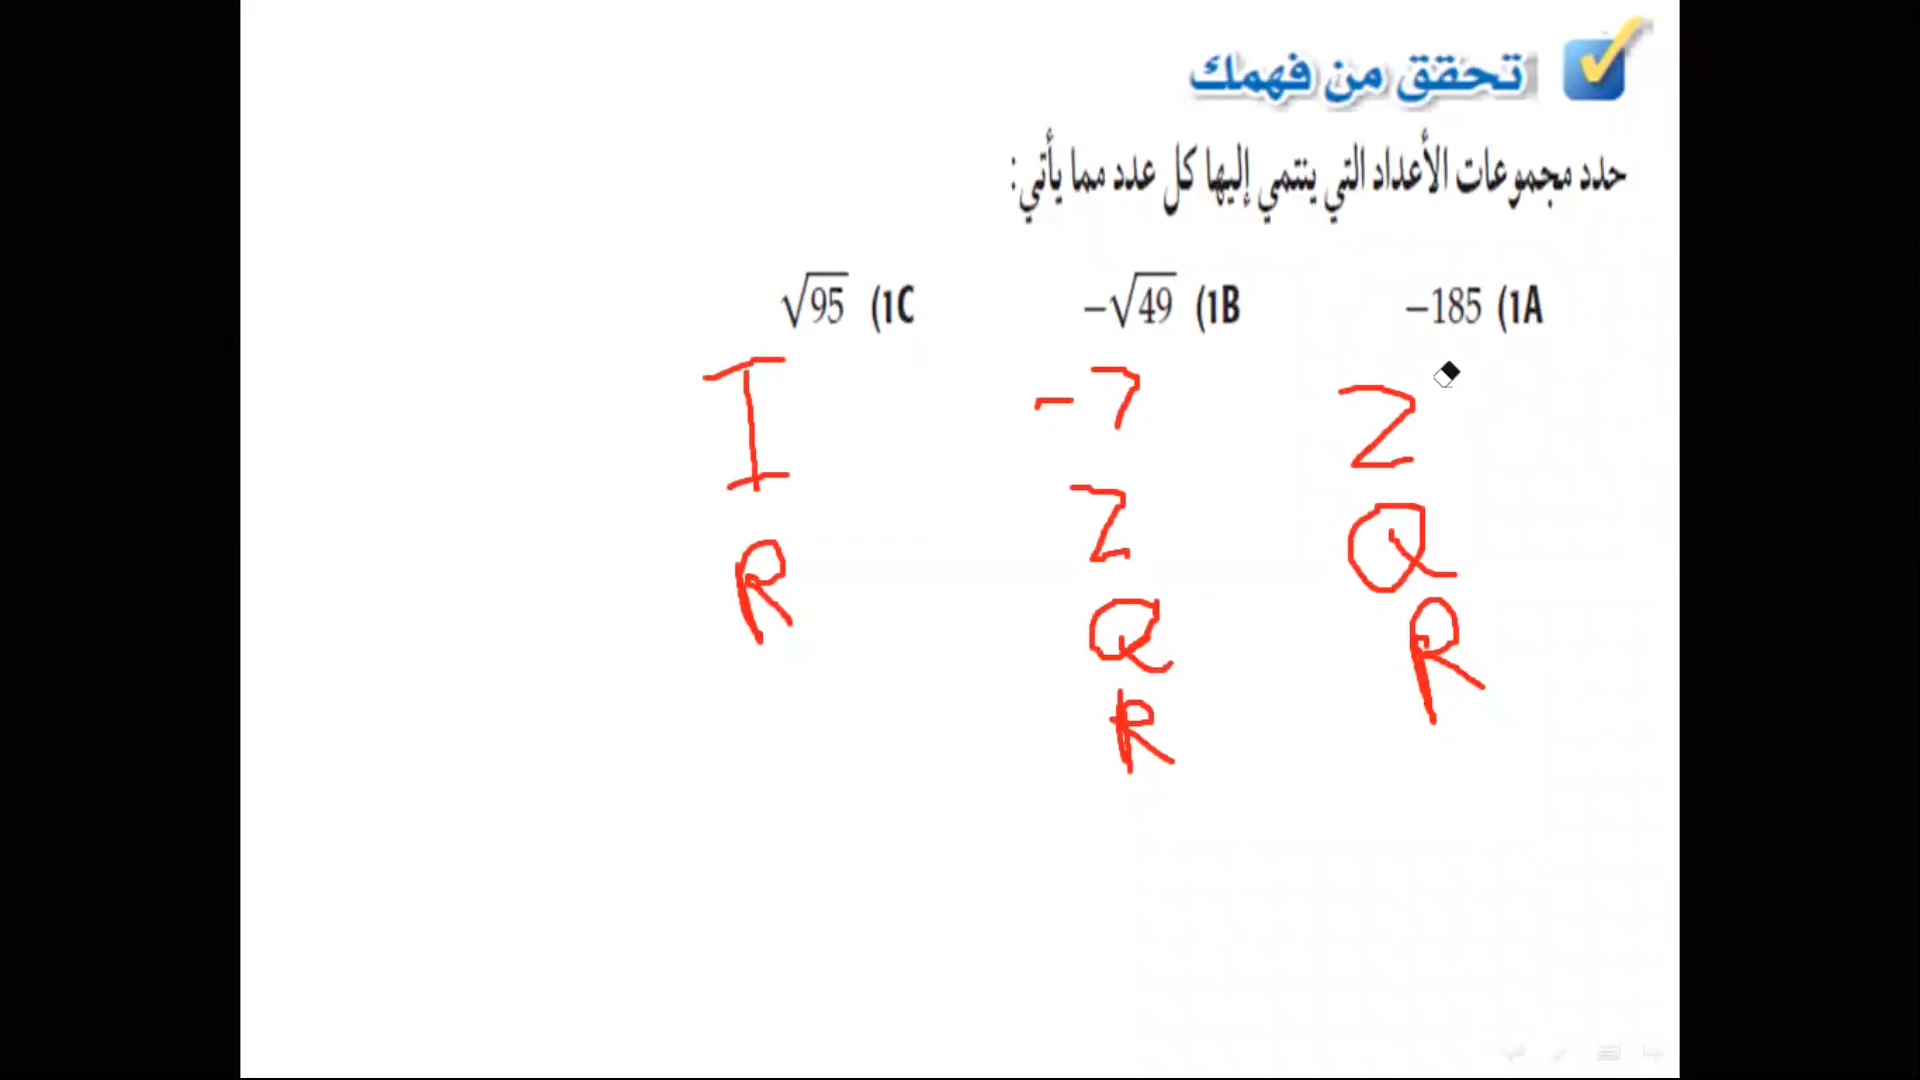 تحقق من فهمك
حدد مجموعات الأعداد التي ينتمي إليها كل عدد مما يأتي:
1A) −185 1B) −√49 1C) √95
Z -7 I
Q Z R
R Q
R